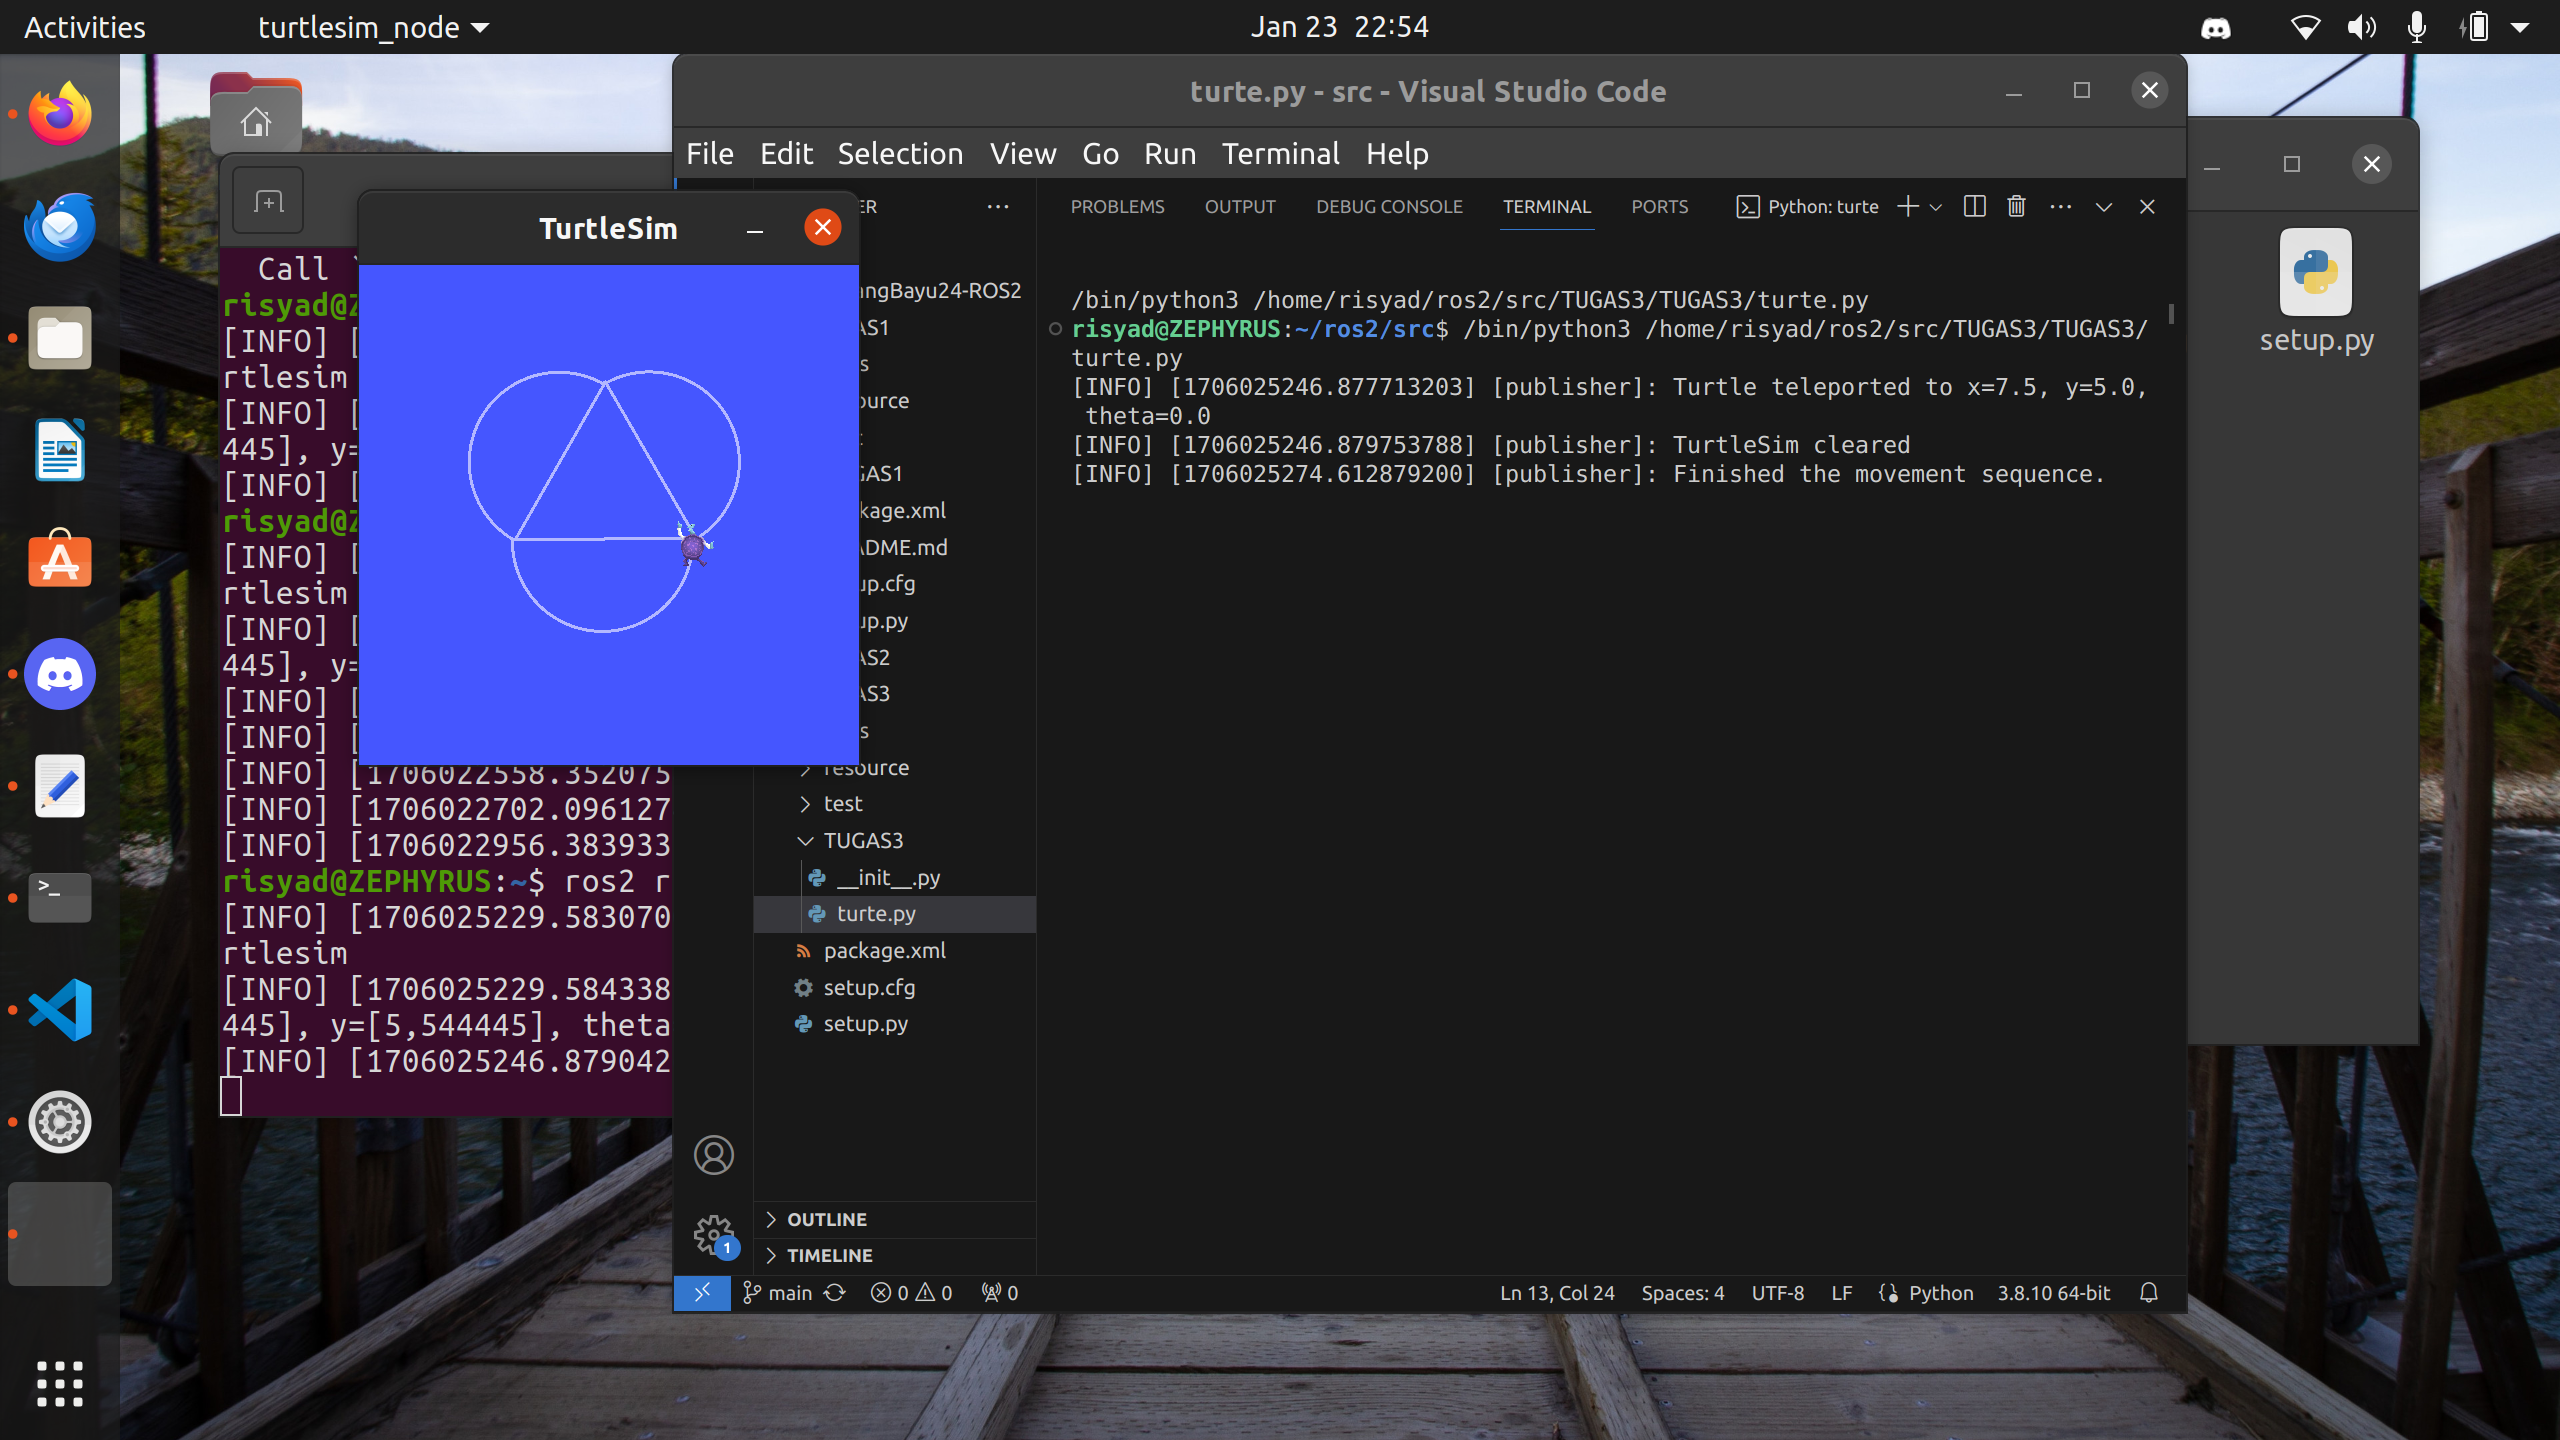 Activities
turtlesim_node
Jan 23 22:54
turte.py - src - Visual Studio Code
File Edit Selection View Go Run Terminal Help
TurtleSim
ER
PROBLEMS OUTPUT DEBUG CONSOLE TERMINAL PORTS
Python: turte
Call `
risyad@Z
[INFO] [
rtlesim
[INFO] [
445], y=
[INFO] [
risyad@Z
[INFO] [
rtlesim
[INFO] [
445], y=
[INFO] [
[INFO] [
[INFO] [1706022558.352075
[INFO] [1706022702.096127
[INFO] [1706022956.383933
risyad@ZEPHYRUS:~$ ros2 r
[INFO] [1706025229.583070
rtlesim
[INFO] [1706025229.584338
445], y=[5,544445], theta
[INFO] [1706025246.879042
ngBayu24-ROS2
AS1
s
ource
GAS1
kage.xml
DME.md
up.cfg
up.py
AS2
AS3
s
resource
test
TUGAS3
__init__.py
turte.py
package.xml
setup.cfg
setup.py
OUTLINE
TIMELINE
/bin/python3 /home/risyad/ros2/src/TUGAS3/TUGAS3/turte.py
risyad@ZEPHYRUS:~/ros2/src$ /bin/python3 /home/risyad/ros2/src/TUGAS3/TUGAS3/
turte.py
[INFO] [1706025246.877713203] [publisher]: Turtle teleported to x=7.5, y=5.0,
theta=0.0
[INFO] [1706025246.879753788] [publisher]: TurtleSim cleared
[INFO] [1706025274.612879200] [publisher]: Finished the movement sequence.
setup.py
1
main 0 0 0
Ln 13, Col 24 Spaces: 4 UTF-8 LF Python 3.8.10 64-bit